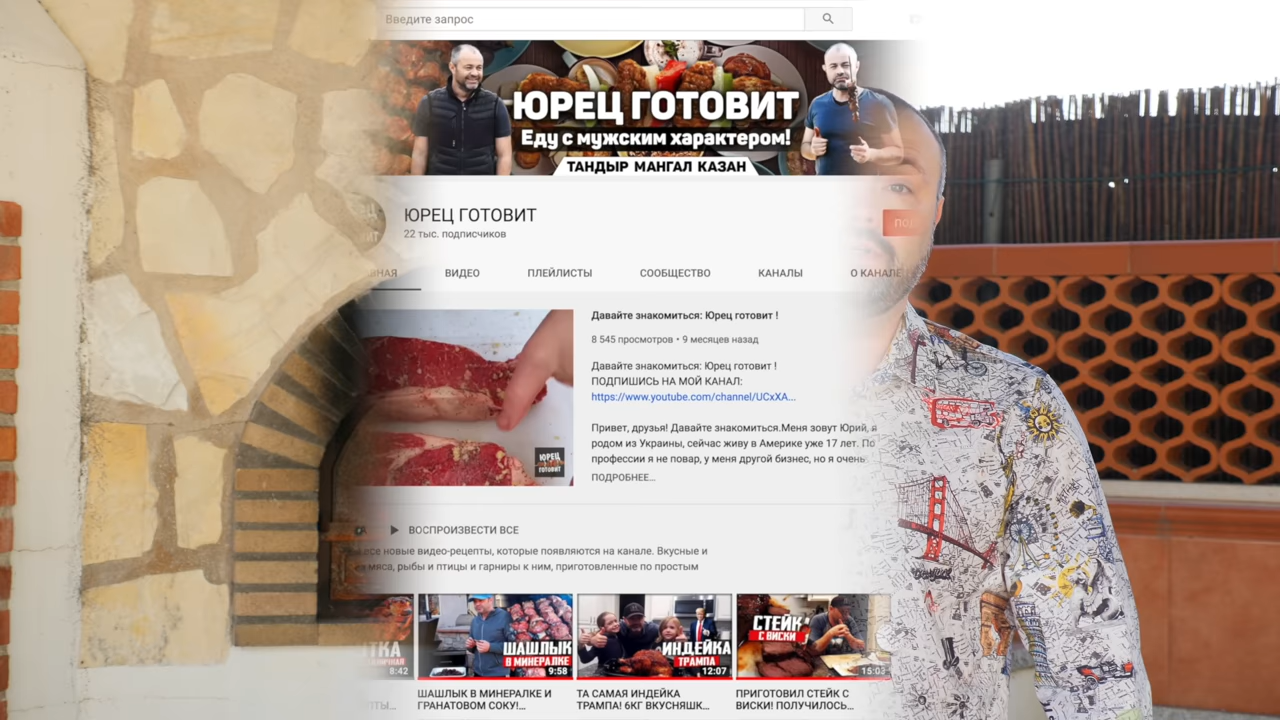 Введите запрос
ЮРЕЦ ГОТОВИТ
Еду с мужским характером!
ТАНДЫР МАНГАЛ КАЗАН
ЮРЕЦ ГОТОВИТ
22 тыс. подписчиков
ВИДЕО ПЛЕЙЛИСТЫ СООБЩЕСТВО КАНАЛЫ О КАНАЛЕ
Давайте знакомиться: Юрец готовит !
8 545 просмотров • 9 месяцев назад
Давайте знакомиться: Юрец готовит !
ПОДПИШИСЬ НА МОЙ КАНАЛ:
https://www.youtube.com/channel/UCxXA...
Привет, друзья! Давайте знакомиться.Меня зовут Юрий, я
родом из Украины, сейчас живу в Америке уже 17 лет. По
профессии я не повар, у меня другой бизнес, но я очень
ПОДРОБНЕЕ...
ЮРЕЦ
ГОТОВИТ
ВОСПРОИЗВЕСТИ ВСЕ
все новые видео-рецепты, которые появляются на канале. Вкусные и
мяса, рыбы и птицы и гарниры к ним, приготовленные по простым
8:42
ШАШЛЫК
В МИНЕРАЛКЕ
9:58
ИНДЕЙКА
ТРАМПА
12:07
СТЕЙК
С ВИСКИ
15:03
ШАШЛЫК В МИНЕРАЛКЕ И
ГРАНАТОВОМ СОКУ!...
ТА САМАЯ ИНДЕЙКА
ТРАМПА! 6КГ ВКУСНЯШК...
ПРИГОТОВИЛ СТЕЙК С
ВИСКИ! ПОЛУЧИЛОСЬ...